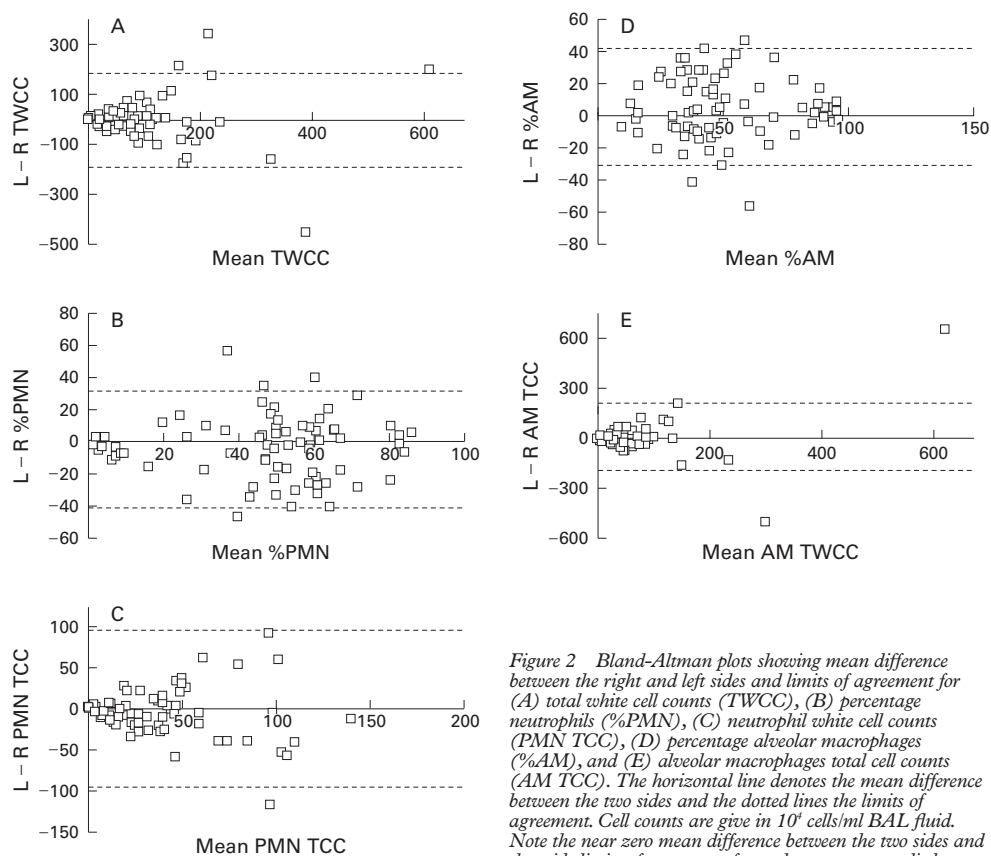 A
300
100
−100
−300
−500
200
400
600
L − R TWCC
Mean TWCC
B
80
60
40
20
0
−20
−40
−60
20
40
60
80
100
L − R %PMN
Mean %PMN
C
100
50
0
−50
−100
−150
50
100
150
200
L − R PMN TCC
Mean PMN TCC
D
60
40
20
0
−20
−40
−60
−80
50
100
150
L − R %AM
Mean %AM
E
600
300
0
−300
−600
200
400
600
L − R AM TCC
Mean AM TWCC
Figure 2 Bland-Altman plots showing mean difference
between the right and left sides and limits of agreement for
(A) total white cell counts (TWCC), (B) percentage
neutrophils (%PMN), (C) neutrophil white cell counts
(PMN TCC), (D) percentage alveolar macrophages
(%AM), and (E) alveolar macrophages total cell counts
(AM TCC). The horizontal line denotes the mean difference
between the two sides and the dotted lines the limits of
agreement. Cell counts are give in 10⁴ cells/ml BAL fluid.
Note the near zero mean difference between the two sides and